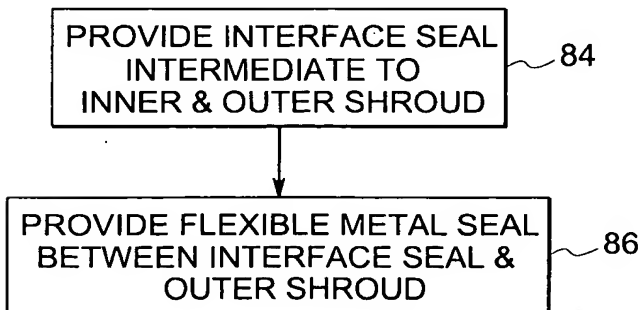 PROVIDE INTERFACE SEAL
INTERMEDIATE TO
INNER & OUTER SHROUD
84
PROVIDE FLEXIBLE METAL SEAL
BETWEEN INTERFACE SEAL &
OUTER SHROUD
86